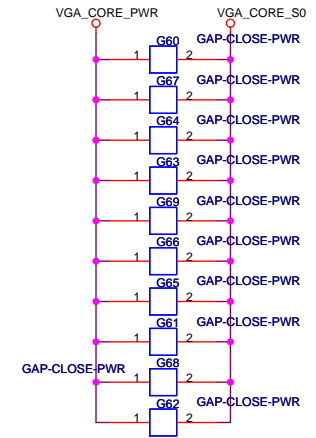 VGA_CORE_PWR VGA_CORE_S0
G60 GAP-CLOSE-PWR
1 2
G67 GAP-CLOSE-PWR
1 2
G64 GAP-CLOSE-PWR
1 2
G63 GAP-CLOSE-PWR
1 2
G69 GAP-CLOSE-PWR
1 2
G66 GAP-CLOSE-PWR
1 2
G65 GAP-CLOSE-PWR
1 2
G61 GAP-CLOSE-PWR
1 2
GAP-CLOSE-PWR G68
1 2
G62 GAP-CLOSE-PWR
1 2